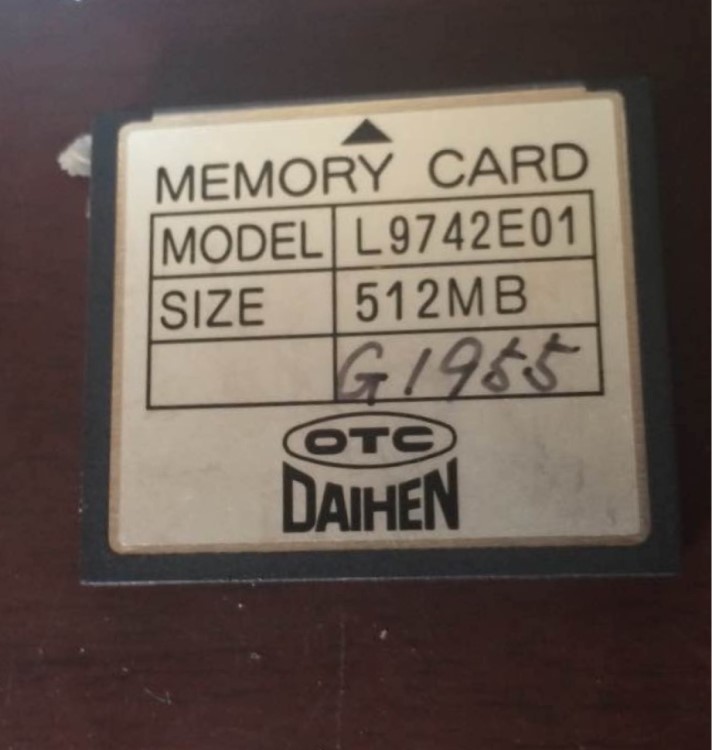 MEMORY CARD
MODEL L9742E01
SIZE 512MB
G1955
OTC
DAIHEN